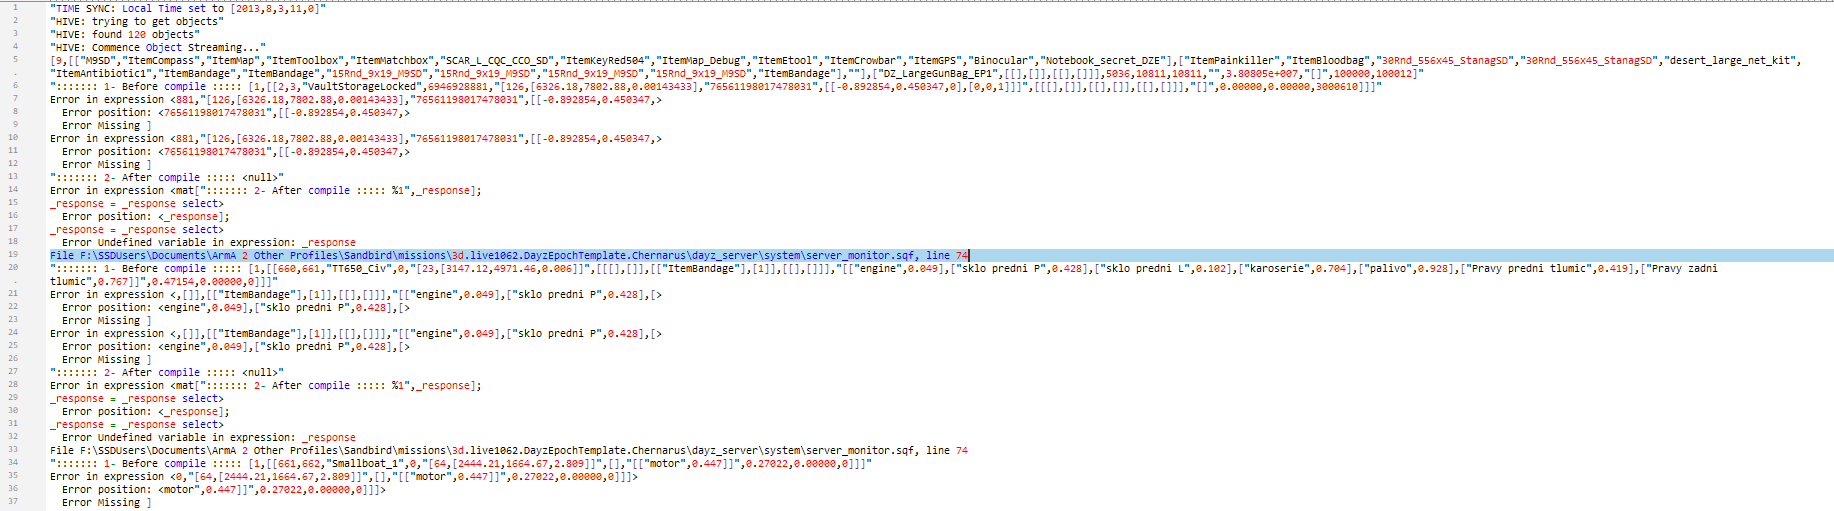 1 "TIME SYNC: Local Time set to [2013,8,3,11,0]"
2 "HIVE: trying to get objects"
3 "HIVE: found 120 objects"
4 "HIVE: Commence Object Streaming..."
5 [9,[["M9SD","ItemCompass","ItemMap","ItemToolbox","ItemMatchbox","SCAR_L_CQC_CCO_SD","ItemKeyRed504","ItemMap_Debug","ItemEtool","ItemCrowbar","ItemGPS","Binocular","Notebook_secret_DZE"],["ItemPainkiller","ItemBloodbag","30Rnd_556x45_StanagSD","30Rnd_556x45_StanagSD","desert_large_net_kit",
. "ItemAntibiotic1","ItemBandage","ItemBandage","15Rnd_9x19_M9SD","15Rnd_9x19_M9SD","15Rnd_9x19_M9SD","15Rnd_9x19_M9SD","ItemBandage"],""],["DZ_LargeGunBag_EP1",[[],[]],[[],[]],5036,10811,10811,"",3.80805e+007,"[]",100000,100012]"
6 "::::::: 1- Before compile ::::: [1,[[2,3,"VaultStorageLocked",6946928881,"[126,[6326.18,7802.88,0.00143433],"76561198017478031",[[-0.892854,0.450347,0],[0,0,1]]]",[[[],[]],[[],[]],[[],[]]],"[]",0.00000,0.00000,3000610]]]"
7 Error in expression <881,"[126,[6326.18,7802.88,0.00143433],"76561198017478031",[[-0.892854,0.450347,>
8 Error position: <76561198017478031",[[-0.892854,0.450347,>
9 Error Missing ]
10 Error in expression <881,"[126,[6326.18,7802.88,0.00143433],"76561198017478031",[[-0.892854,0.450347,>
11 Error position: <76561198017478031",[[-0.892854,0.450347,>
12 Error Missing ]
13 "::::::: 2- After compile ::::: <null>"
14 Error in expression <mat["::::::: 2- After compile ::::: %1",_response];
15 _response = _response select>
16 Error position: <_response];
17 _response = _response select>
18 Error Undefined variable in expression: _response
19 File F:\SSDUsers\Documents\ArmA 2 Other Profiles\Sandbird\missions\3d.live1062.DayzEpochTemplate.Chernarus\dayz_server\system\server_monitor.sqf, line 74
20 "::::::: 1- Before compile ::::: [1,[[660,661,"TT650_Civ",0,"[23,[3147.12,4971.46,0.006]]",[[[],[]],[["ItemBandage"],[1]],[[],[]]],"[["engine",0.049],["sklo predni P",0.428],["sklo predni L",0.102],["karoserie",0.704],["palivo",0.928],["Pravy predni tlumic",0.419],["Pravy zadni
. tlumic",0.767]]",0.47154,0.00000,0]]]"
21 Error in expression <,[]],[["ItemBandage"],[1]],[[],[]]],"[["engine",0.049],["sklo predni P",0.428],[>
22 Error position: <engine",0.049],["sklo predni P",0.428],[>
23 Error Missing ]
24 Error in expression <,[]],[["ItemBandage"],[1]],[[],[]]],"[["engine",0.049],["sklo predni P",0.428],[>
25 Error position: <engine",0.049],["sklo predni P",0.428],[>
26 Error Missing ]
27 "::::::: 2- After compile ::::: <null>"
28 Error in expression <mat["::::::: 2- After compile ::::: %1",_response];
29 _response = _response select>
30 Error position: <_response];
31 _response = _response select>
32 Error Undefined variable in expression: _response
33 File F:\SSDUsers\Documents\ArmA 2 Other Profiles\Sandbird\missions\3d.live1062.DayzEpochTemplate.Chernarus\dayz_server\system\server_monitor.sqf, line 74
34 "::::::: 1- Before compile ::::: [1,[[661,662,"Smallboat_1",0,"[64,[2444.21,1664.67,2.809]]",[],"[["motor",0.447]]",0.27022,0.00000,0]]]"
35 Error in expression <0,"[64,[2444.21,1664.67,2.809]]",[],"[["motor",0.447]]",0.27022,0.00000,0]]]>
36 Error position: <motor",0.447]]",0.27022,0.00000,0]]]>
37 Error Missing ]